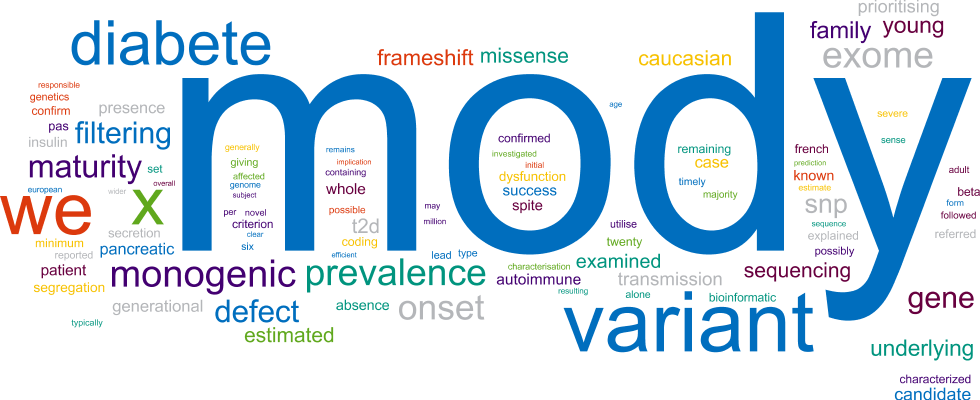 prioritising
diabete
mody
family
young
frameshift
missense
caucasian
exome
responsible
genetics
confirm
presence
age
severe
pas
filtering
insulin
confirmed
sense
generally
remains
investigated
remaining
french
maturity
set
giving
implication
initial
case
prediction
affected
containing
dysfunction
known
adult
european
wider
overall
genome
whole
success
timely
estimate
beta
we
x
subject
spite
majority
snp
form
per
novel
possible
may
followed
criterion
t2d
million
utilise
sequence
secretion
clear
explained
referred
minimum
pancreatic
six
coding
twenty
possibly
reported
efficient
lead
type
examined
patient
monogenic
prevalence
characterisation
autoimmune
transmission
sequencing
segregation
resulting
alone
bioinformatic
gene
generational
defect
absence
onset
variant
typically
estimated
underlying
characterized
candidate